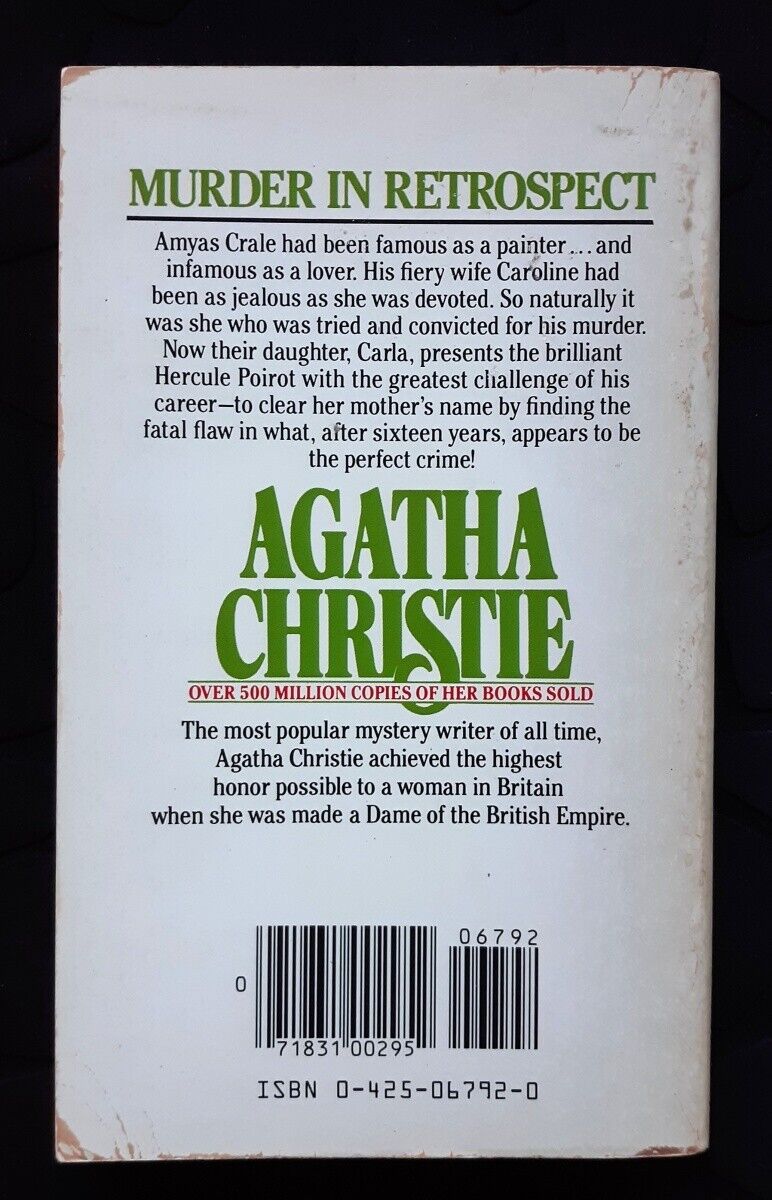 MURDER IN RETROSPECT
Amyas Crale had been famous as a painter...and
infamous as a lover. His fiery wife Caroline had
been as jealous as she was devoted. So naturally it
was she who was tried and convicted for his murder.
Now their daughter, Carla, presents the brilliant
Hercule Poirot with the greatest challenge of his
career—to clear her mother's name by finding the
fatal flaw in what, after sixteen years, appears to be
the perfect crime!
AGATHA
CHRISTIE
OVER 500 MILLION COPIES OF HER BOOKS SOLD
The most popular mystery writer of all time,
Agatha Christie achieved the highest
honor possible to a woman in Britain
when she was made a Dame of the British Empire.
06792
0
71831 00295
ISBN 0-425-06792-0